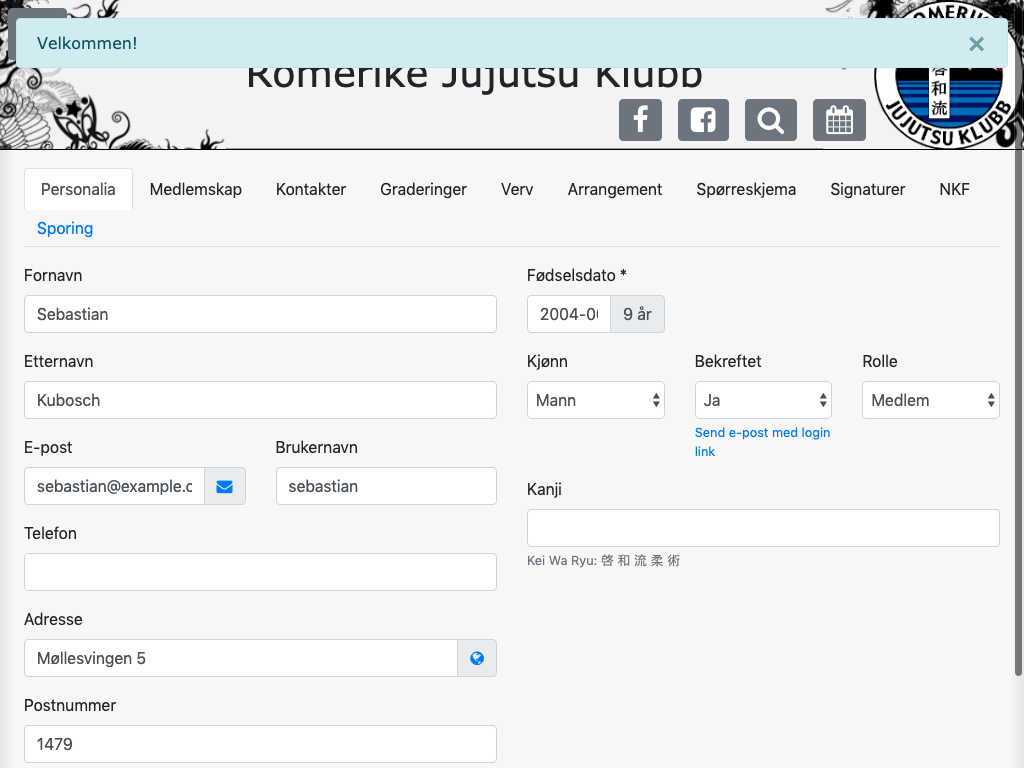 Velkommen!
×
Romerike Jujutsu Klubb
ROMERIKE
啓和流
JUJUTSU KLUBB
Personalia Medlemskap Kontakter Graderinger Verv Arrangement Spørreskjema Signaturer NKF
Sporing
Fornavn
Sebastian
Etternavn
Kubosch
E-post Brukernavn
sebastian@example.c sebastian
Telefon
Adresse
Møllesvingen 5
Postnummer
1479
Fødselsdato *
2004-0 9 år
Kjønn Bekreftet Rolle
Mann Ja Medlem
Send e-post med login
link
Kanji
Kei Wa Ryu: 啓 和 流 柔 術